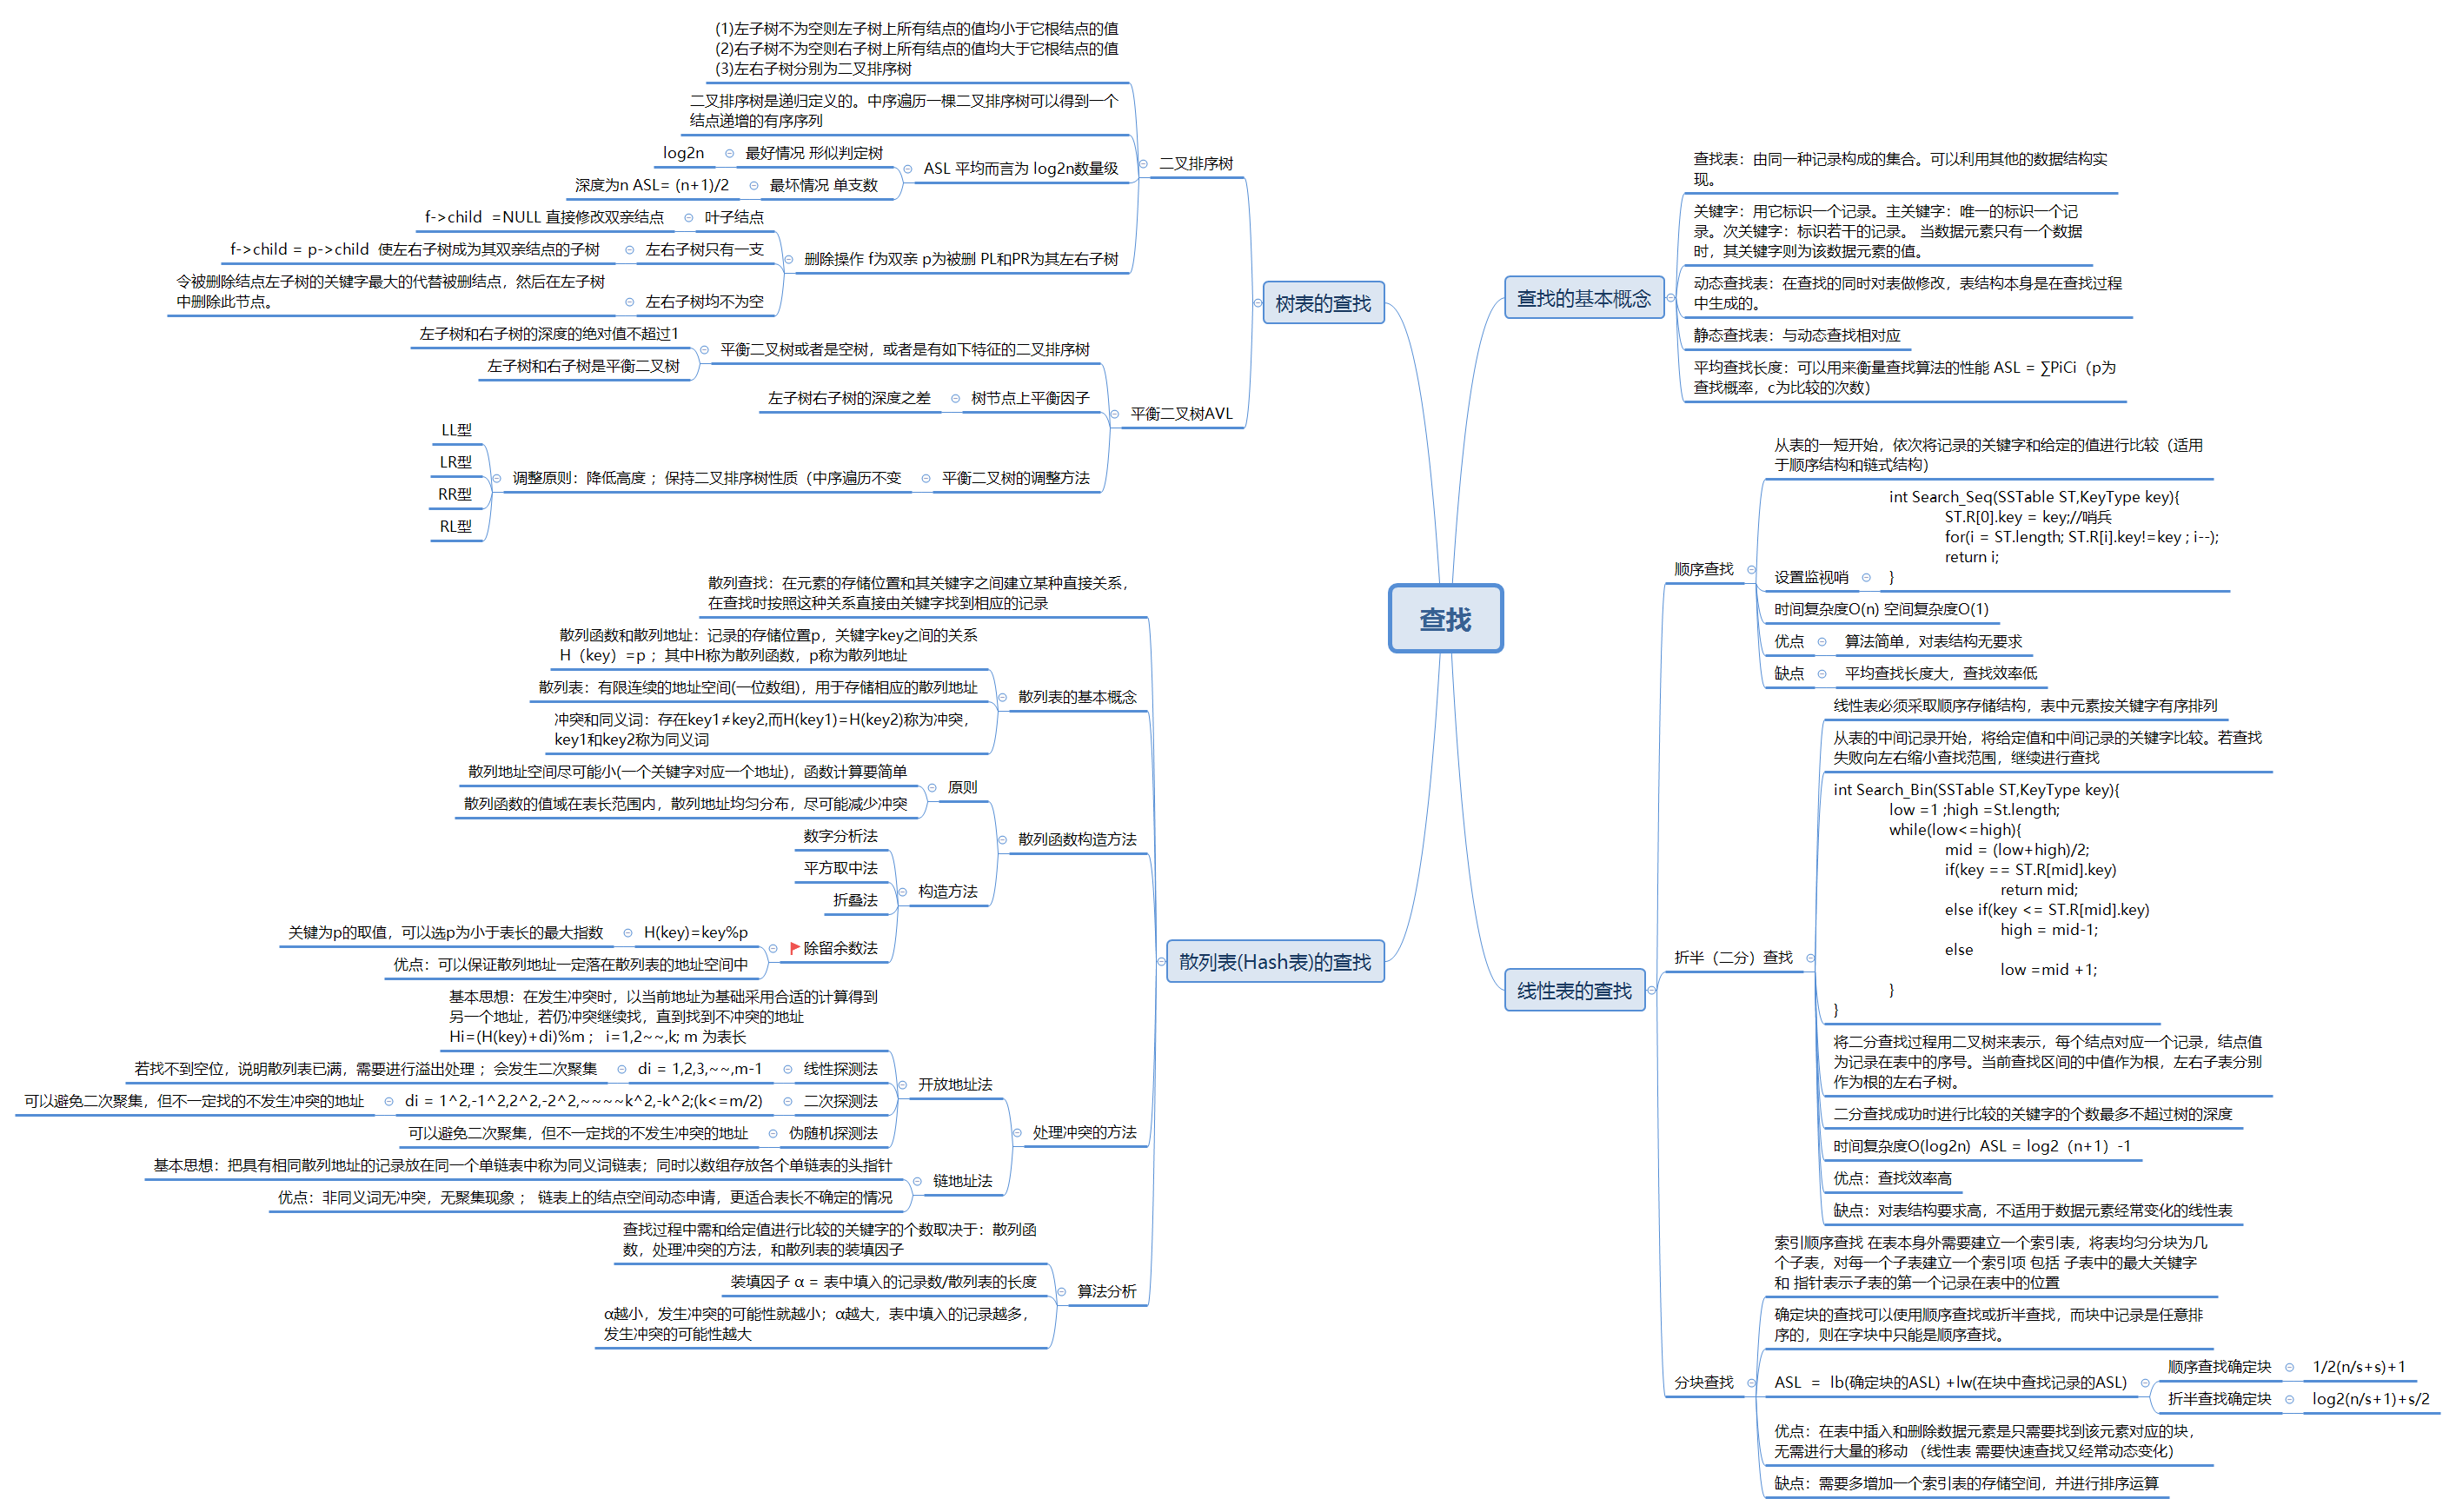 查找
查找的基本概念
查找表：由同一种记录构成的集合。可以利用其他的数据结构实
现。
关键字：用它标识一个记录。主关键字：唯一的标识一个记
录。次关键字：标识若干的记录。 当数据元素只有一个数据
时，其关键字则为该数据元素的值。
动态查找表：在查找的同时对表做修改，表结构本身是在查找过程
中生成的。
静态查找表：与动态查找相对应
平均查找长度：可以用来衡量查找算法的性能 ASL = ∑PiCi（p为
查找概率，c为比较的次数）
线性表的查找
顺序查找
从表的一短开始，依次将记录的关键字和给定的值进行比较（适用
于顺序结构和链式结构）
设置监视哨
int Search_Seq(SSTable ST,KeyType key){
ST.R[0].key = key;//哨兵
for(i = ST.length; ST.R[i].key!=key ; i--);
return i;
}
时间复杂度O(n) 空间复杂度O(1)
优点
算法简单，对表结构无要求
缺点
平均查找长度大，查找效率低
折半（二分）查找
线性表必须采取顺序存储结构，表中元素按关键字有序排列
从表的中间记录开始，将给定值和中间记录的关键字比较。若查找
失败向左右缩小查找范围，继续进行查找
int Search_Bin(SSTable ST,KeyType key){
low =1 ;high =St.length;
while(low<=high){
mid = (low+high)/2;
if(key == ST.R[mid].key)
return mid;
else if(key <= ST.R[mid].key)
high = mid-1;
else
low =mid +1;
}
}
将二分查找过程用二叉树来表示，每个结点对应一个记录，结点值
为记录在表中的序号。当前查找区间的中值作为根，左右子表分别
作为根的左右子树。
二分查找成功时进行比较的关键字的个数最多不超过树的深度
时间复杂度O(log2n) ASL = log2（n+1）-1
优点：查找效率高
缺点：对表结构要求高，不适用于数据元素经常变化的线性表
分块查找
索引顺序查找 在表本身外需要建立一个索引表，将表均匀分块为几
个子表，对每一个子表建立一个索引项 包括 子表中的最大关键字
和 指针表示子表的第一个记录在表中的位置
确定块的查找可以使用顺序查找或折半查找，而块中记录是任意排
序的，则在字块中只能是顺序查找。
ASL = lb(确定块的ASL) +lw(在块中查找记录的ASL)
顺序查找确定块
1/2(n/s+s)+1
折半查找确定块
log2(n/s+1)+s/2
优点：在表中插入和删除数据元素是只需要找到该元素对应的块，
无需进行大量的移动 （线性表 需要快速查找又经常动态变化）
缺点：需要多增加一个索引表的存储空间，并进行排序运算
树表的查找
二叉排序树
(1)左子树不为空则左子树上所有结点的值均小于它根结点的值
(2)右子树不为空则右子树上所有结点的值均大于它根结点的值
(3)左右子树分别为二叉排序树
二叉排序树是递归定义的。中序遍历一棵二叉排序树可以得到一个
结点递增的有序序列
ASL 平均而言为 log2n数量级
最好情况 形似判定树
log2n
最坏情况 单支数
深度为n ASL= (n+1)/2
删除操作 f为双亲 p为被删 PL和PR为其左右子树
叶子结点
f->child =NULL 直接修改双亲结点
左右子树只有一支
f->child = p->child 使左右子树成为其双亲结点的子树
左右子树均不为空
令被删除结点左子树的关键字最大的代替被删结点，然后在左子树
中删除此节点。
平衡二叉树AVL
平衡二叉树或者是空树，或者是有如下特征的二叉排序树
左子树和右子树的深度的绝对值不超过1
左子树和右子树是平衡二叉树
树节点上平衡因子
左子树右子树的深度之差
平衡二叉树的调整方法
调整原则：降低高度 ；保持二叉排序树性质（中序遍历不变
LL型
LR型
RR型
RL型
散列表(Hash表)的查找
散列查找：在元素的存储位置和其关键字之间建立某种直接关系，
在查找时按照这种关系直接由关键字找到相应的记录
散列表的基本概念
散列函数和散列地址：记录的存储位置p，关键字key之间的关系
H（key）=p ；其中H称为散列函数，p称为散列地址
散列表：有限连续的地址空间(一位数组)，用于存储相应的散列地址
冲突和同义词：存在key1≠key2,而H(key1)=H(key2)称为冲突，
key1和key2称为同义词
散列函数构造方法
原则
散列地址空间尽可能小(一个关键字对应一个地址)，函数计算要简单
散列函数的值域在表长范围内，散列地址均匀分布，尽可能减少冲突
构造方法
数字分析法
平方取中法
折叠法
除留余数法
H(key)=key%p
关键为p的取值，可以选p为小于表长的最大指数
优点：可以保证散列地址一定落在散列表的地址空间中
处理冲突的方法
开放地址法
基本思想：在发生冲突时，以当前地址为基础采用合适的计算得到
另一个地址，若仍冲突继续找，直到找到不冲突的地址
Hi=(H(key)+di)%m ； i=1,2~~,k; m 为表长
线性探测法
di = 1,2,3,~~,m-1
若找不到空位，说明散列表已满，需要进行溢出处理 ；会发生二次聚集
二次探测法
di = 1^2,-1^2,2^2,-2^2,~~~~k^2,-k^2;(k<=m/2)
可以避免二次聚集，但不一定找的不发生冲突的地址
伪随机探测法
可以避免二次聚集，但不一定找的不发生冲突的地址
链地址法
基本思想：把具有相同散列地址的记录放在同一个单链表中称为同义词链表；同时以数组存放各个单链表的头指针
优点：非同义词无冲突，无聚集现象 ； 链表上的结点空间动态申请，更适合表长不确定的情况
算法分析
查找过程中需和给定值进行比较的关键字的个数取决于：散列函
数，处理冲突的方法，和散列表的装填因子
装填因子 α = 表中填入的记录数/散列表的长度
α越小，发生冲突的可能性就越小；α越大，表中填入的记录越多，
发生冲突的可能性越大